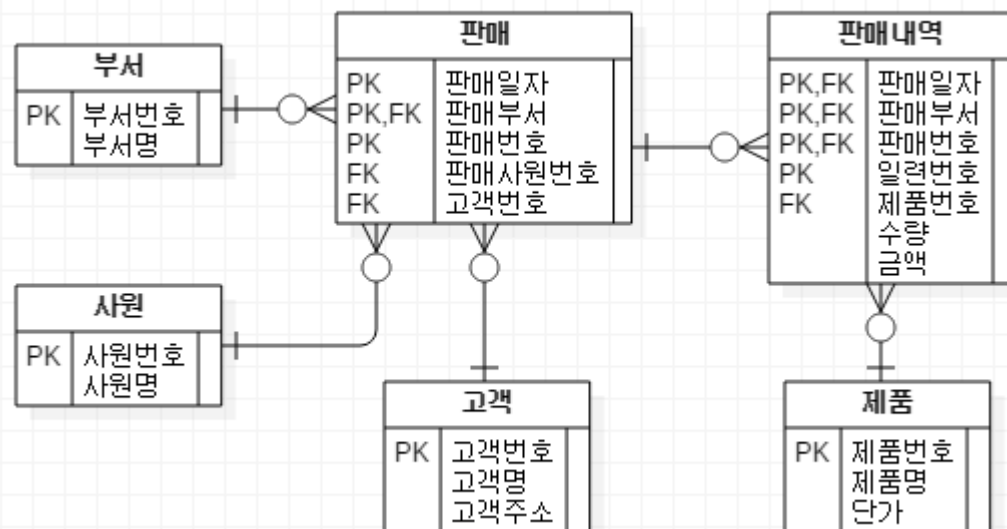 부서
PK 부서번호
부서명
판매
PK 판매일자
PK,FK 판매부서
PK 판매번호
FK 판매사원번호
FK 고객번호
판매내역
PK,FK 판매일자
PK,FK 판매부서
PK,FK 판매번호
PK 일련번호
FK 제품번호
수량
금액
사원
PK 사원번호
사원명
고객
PK 고객번호
고객명
고객주소
제품
PK 제품번호
제품명
단가